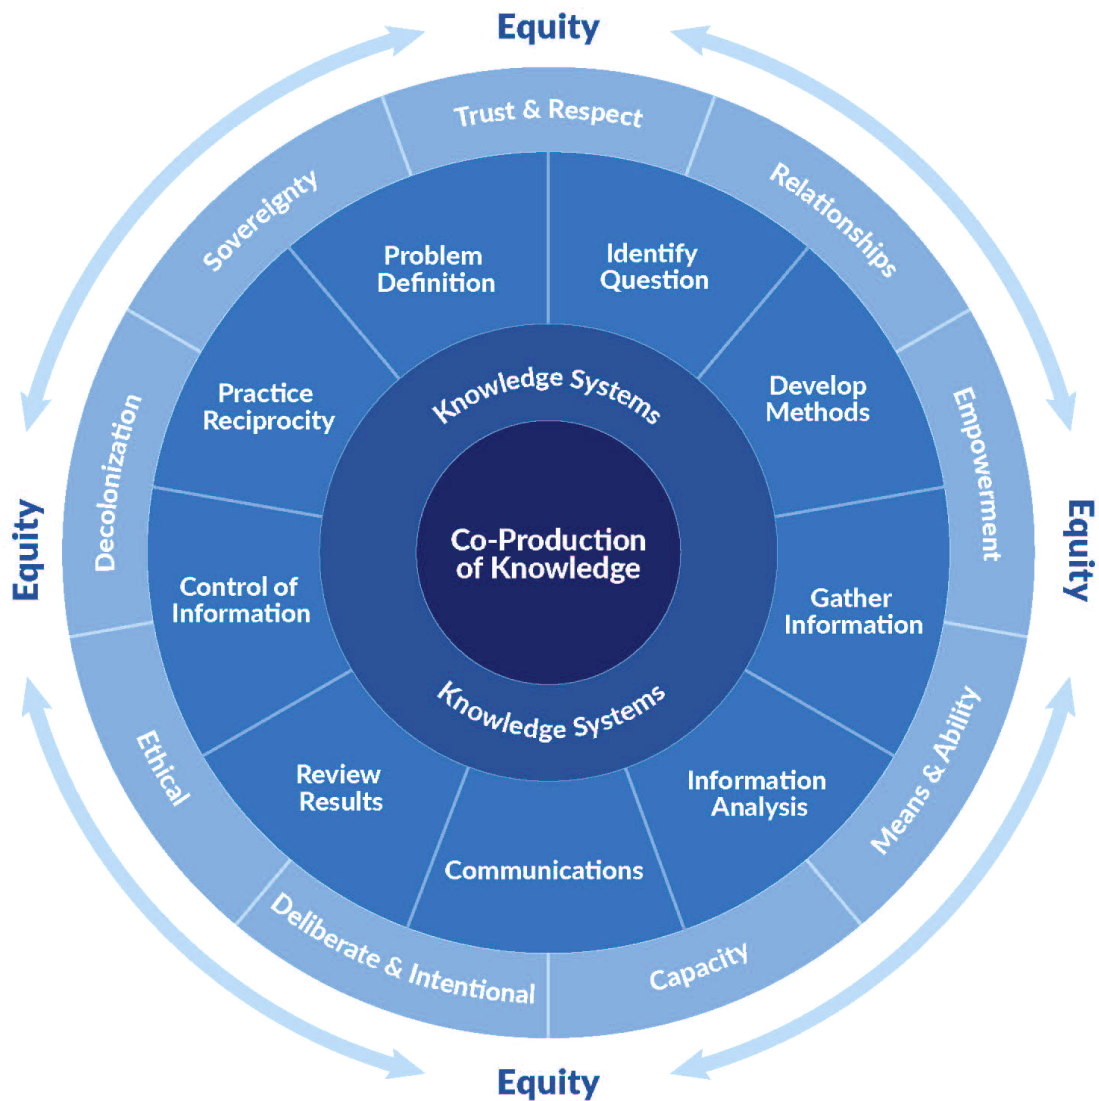 Equity
Trust & Respect
Relationships
Empowerment
Means & Ability
Capacity
Deliberate & Intentional
Ethical
Decolonization
Sovereignty
Equity
Equity
Equity
Problem
Definition
Identify
Question
Develop
Methods
Gather
Information
Information
Analysis
Communications
Review
Results
Control of
Information
Practice
Reciprocity
Knowledge Systems
Co-Production
of Knowledge
Knowledge Systems